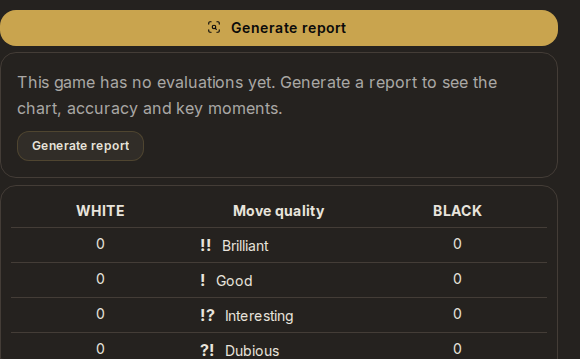 Generate report
This game has no evaluations yet. Generate a report to see the
chart, accuracy and key moments.
Generate report
WHITE Move quality BLACK
0 !! Brilliant 0
0 ! Good 0
0 !? Interesting 0
0 ?! Dubious 0